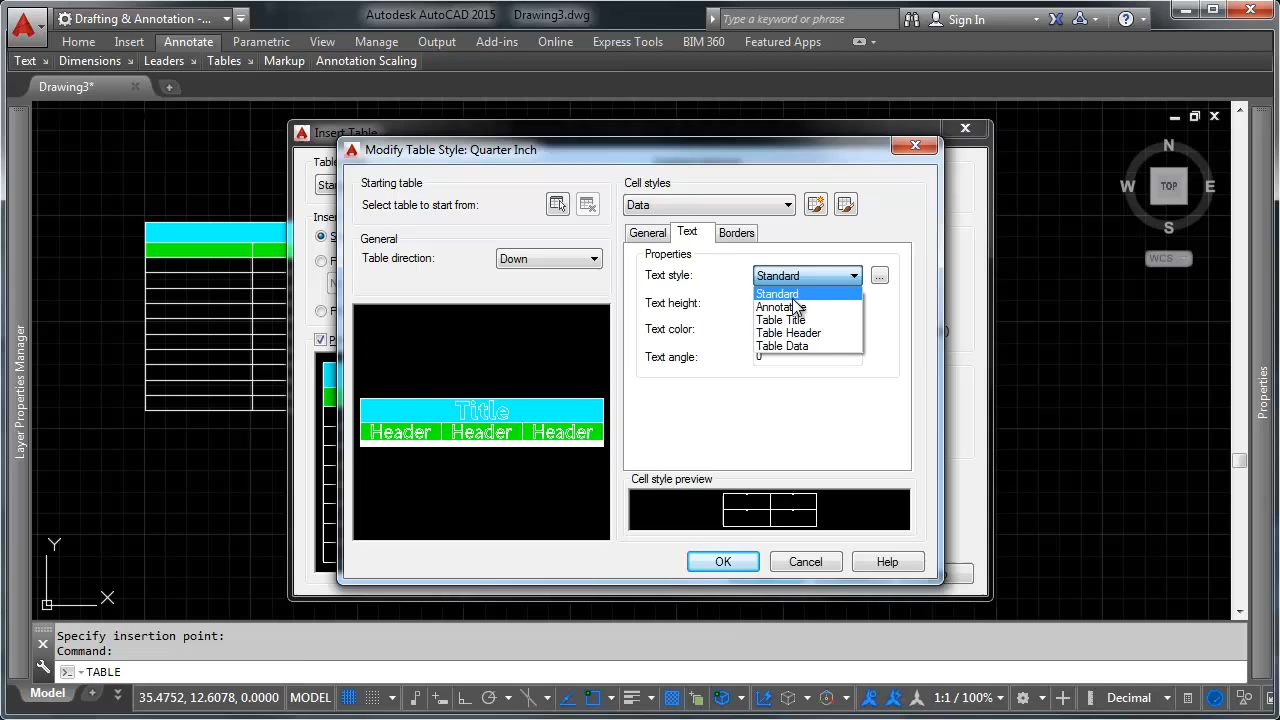 Drafting & Annotation -
Autodesk AutoCAD 2015 Drawing3.dwg
Type a keyword or phrase
Sign In
Home Insert Annotate Parametric View Manage Output Add-ins Online Express Tools BIM 360 Featured Apps
Text Dimensions Leaders Tables Markup Annotation Scaling
Drawing3*
Insert Table
Modify Table Style: Quarter Inch
Starting table
Select table to start from:
General
Table direction:
Down
Title
Header Header Header
Cell styles
Data
General Text Borders
Properties
Text style:
Standard
...
Standard
Annotative
Table Title
Table Header
Table Data
Text height:
Text color:
Text angle:
0
Cell style preview
OK Cancel Help
N
W TOP E
S
WCS
Layer Properties Manager
Properties
Y
X
Specify insertion point:
Command:
TABLE
Model
35.4752, 12.6078, 0.0000 MODEL
1:1 / 100%
Decimal